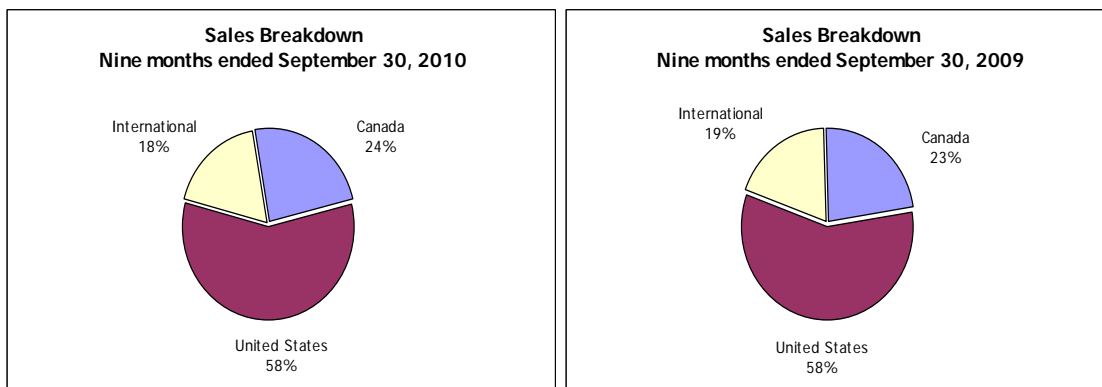 Sales Breakdown
Nine months ended September 30, 2010
International
18%
Canada
24%
United States
58%
Sales Breakdown
Nine months ended September 30, 2009
International
19%
Canada
23%
United States
58%